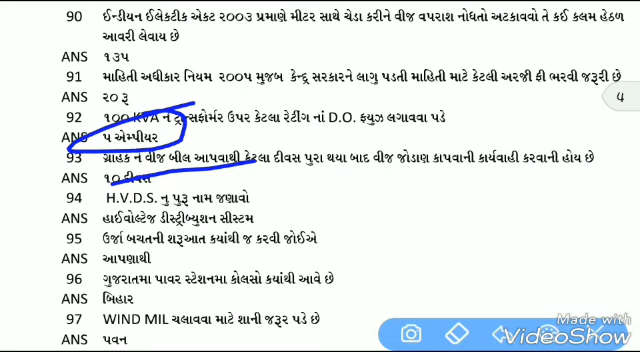 90 ઈન્ડીયન ઈલેકટીક એકટ ૨૦૦૩ પ્રમાણે મીટર સાથે ચેડા કરીને વીજ વપરાશ નોધતો અટકાવવો તે કઈ કલમ હેઠળ
આવરી લેવાય છે
ANS ૧૩૫
91 માહિતી અધીકાર નિયમ ૨૦૦૫ મુજબ કેન્દ્ર સરકારને લાગુ પડતી માહિતી માટે કેટલી અરજી ફી ભરવી જરૂરી છે
ANS ૨૦ રૂ
4
92 ૧૦૦ KVA ન ટ્રાન્સફોર્મર ઉપર કેટલા રેટીંગ નાં D.O. ફયુઝ લગાવવા પડે
ANS ૫ એમ્પીયર
93 ગ્રાહક ન વીજ બીલ આપવાથી કેટલા દીવસ પુરા થયા બાદ વીજ જોડાણ કાપવાની કાર્યવાહી કરવાની હોય છે
ANS ૧૦ દીવસ
94 H.V.D.S. નુ પુરૂ નામ જણાવો
ANS હાઈવોલ્ટેજ ડીસ્ટ્રીબ્યુશન સીસ્ટમ
95 ઉર્જા બચતની શરૂઆત કયાંથી જ કરવી જોઈએ
ANS આપણાથી
96 ગુજરાતમા પાવર સ્ટેશનમા કોલસો કયાંથી આવે છે
ANS બિહાર
97 WIND MIL ચલાવવા માટે શાની જરૂર પડે છે
ANS પવન
Made with
VideoShow